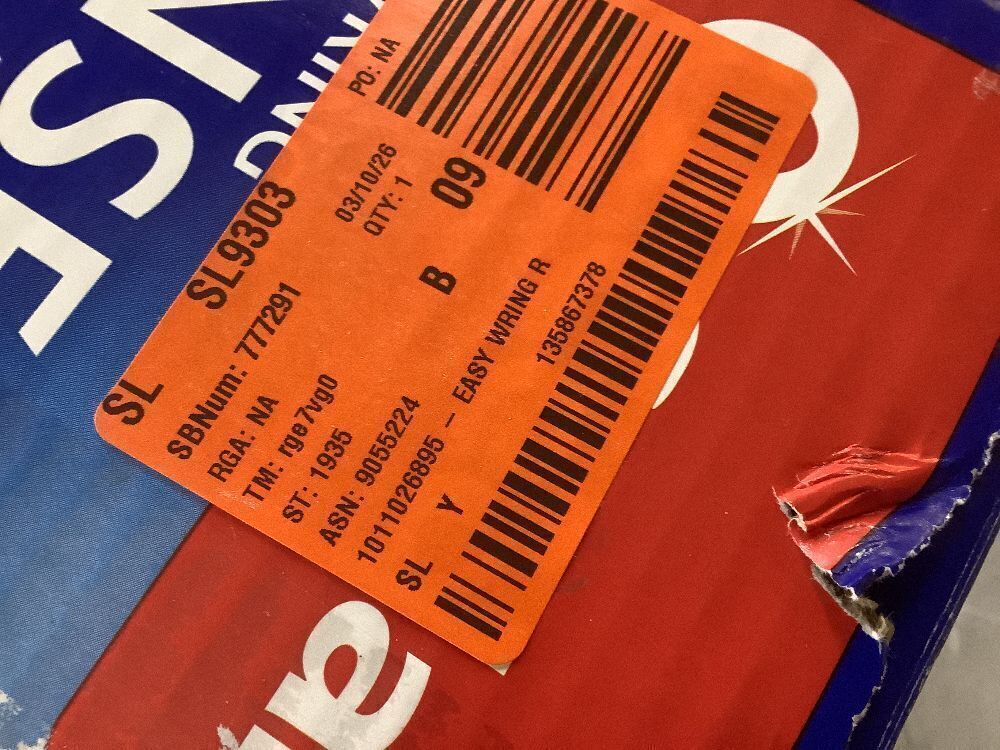 SL SL9303
SBNum: 777291 03/10/26 PO: NA
RGA: NA QTY: 1
TM: rge7vg0
ST: 1935 B 09
ASN: 9055224
1011026895 – EASY WRING R
SL Y 135867378